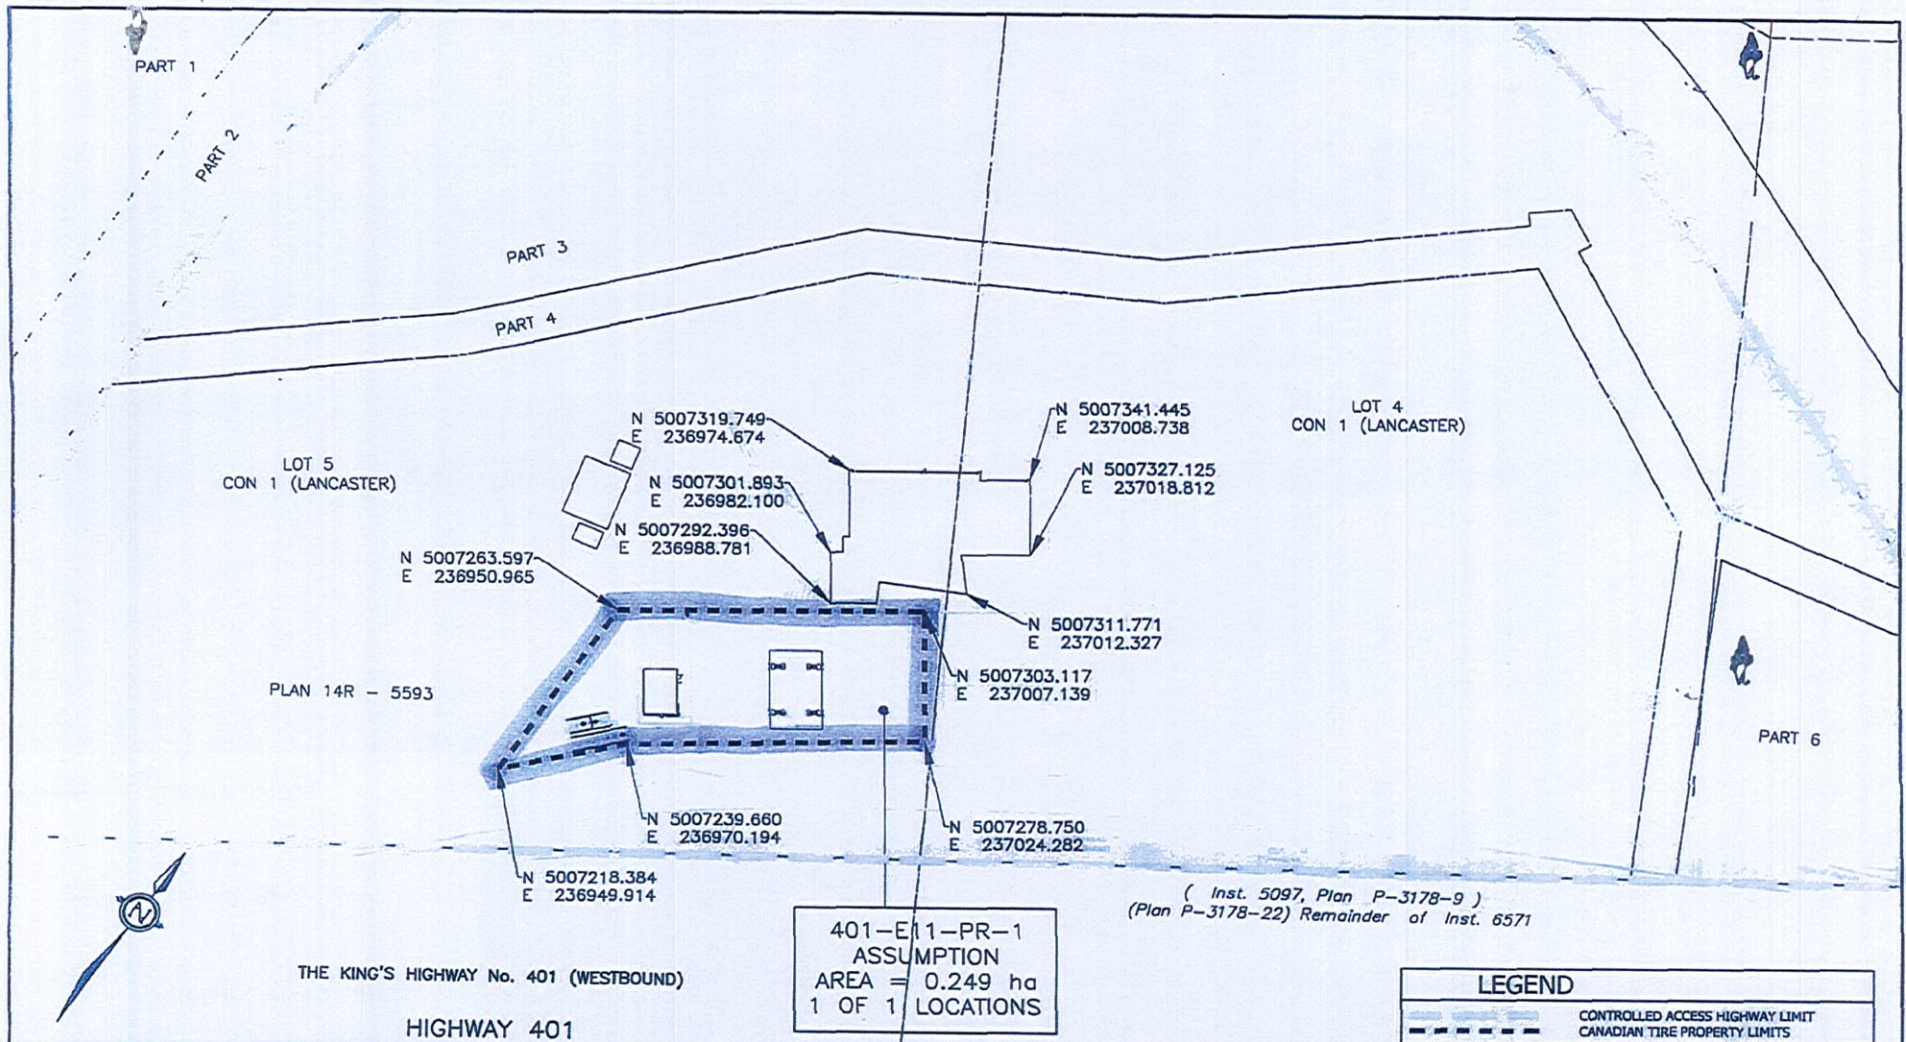 PART 1
PART 2
PART 3
PART 4
N 5007319.749
E 236974.674
N 5007341.445
E 237008.738
LOT 4
CON 1 (LANCASTER)
LOT 5
CON 1 (LANCASTER)
N 5007301.893
E 236982.100
N 5007327.125
E 237018.812
N 5007292.396
E 236988.781
N 5007263.597
E 236950.965
N 5007311.771
E 237012.327
N 5007303.117
E 237007.139
PLAN 14R - 5593
PART 6
N 5007239.660
E 236970.194
N 5007278.750
E 237024.282
N 5007218.384
E 236949.914
( Inst. 5097, Plan P-3178-9 )
(Plan P-3178-22) Remainder of Inst. 6571
N
401-E11-PR-1
ASSUMPTION
AREA = 0.249 ha
1 OF 1 LOCATIONS
THE KING'S HIGHWAY No. 401 (WESTBOUND)
HIGHWAY 401
LEGEND
CONTROLLED ACCESS HIGHWAY LIMIT
CANADIAN TIRE PROPERTY LIMITS